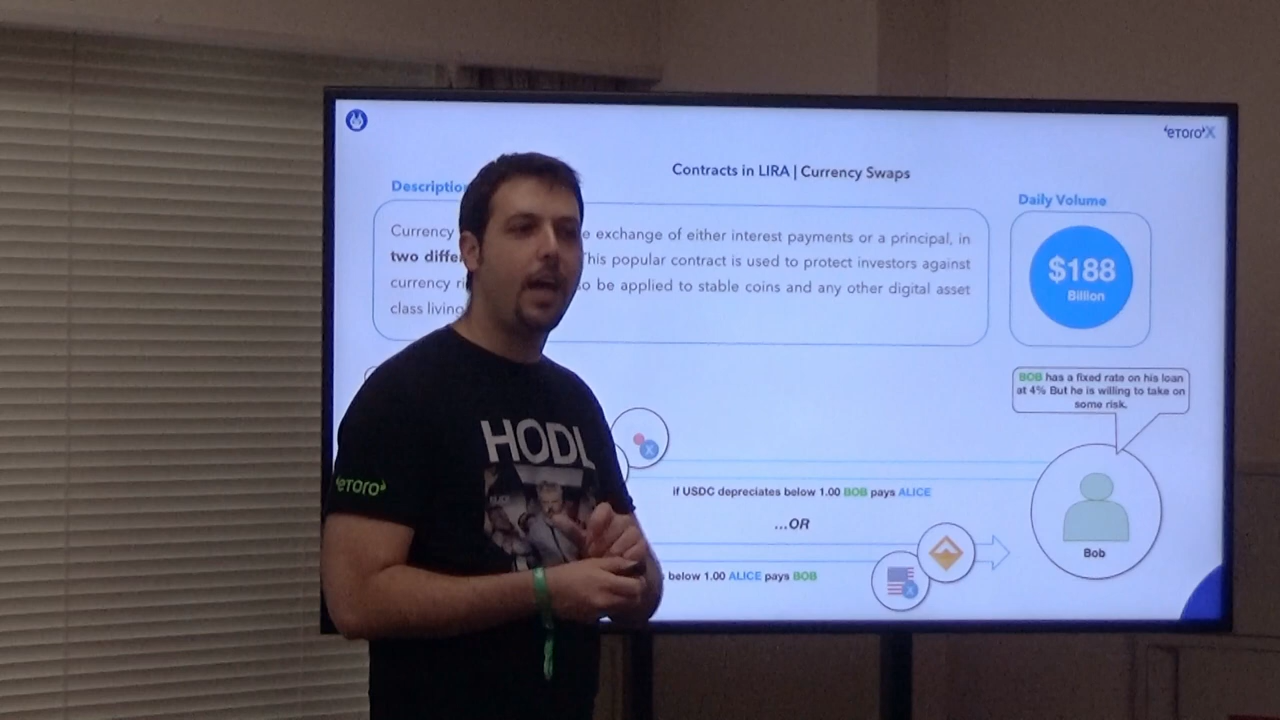 'eTORO'X
Contracts in LIRA | Currency Swaps
Description
Currency e exchange of either interest payments or a principal, in
two differe his popular contract is used to protect investors against
currency ri so be applied to stable coins and any other digital asset
class living
Daily Volume
$188
Billion
BOB has a fixed rate on his loan
at 4% But he is willing to take on
some risk.
X
if USDC depreciates below 1.00 BOB pays ALICE
...OR
below 1.00 ALICE pays BOB
X
Bob
HODL
'eTORO'